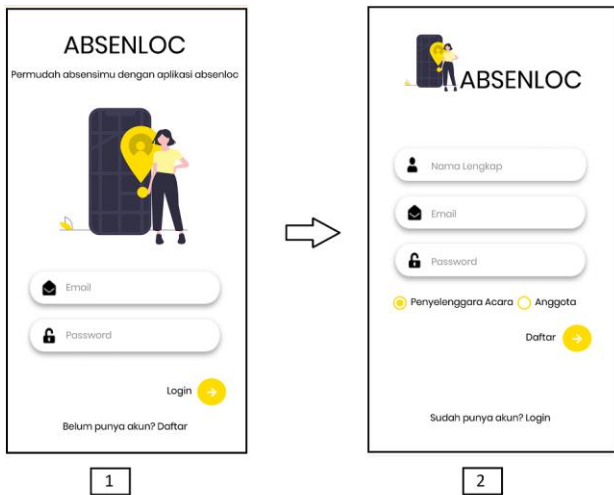 ABSENLOC
Permudah absensimu dengan aplikasi absenloc
Email
Password
Login
Belum punya akun? Daftar
1
ABSENLOC
Nama Lengkap
Email
Password
Penyelenggara Acara Anggota
Daftar
Sudah punya akun? Login
2